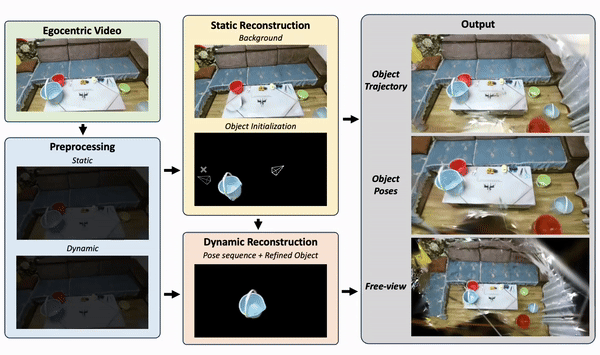 Egocentric Video
Preprocessing
Static
Dynamic
Static Reconstruction
Background
Object Initialization
Dynamic Reconstruction
Pose sequence + Refined Object
Output
Object
Trajectory
Object
Poses
Free-view